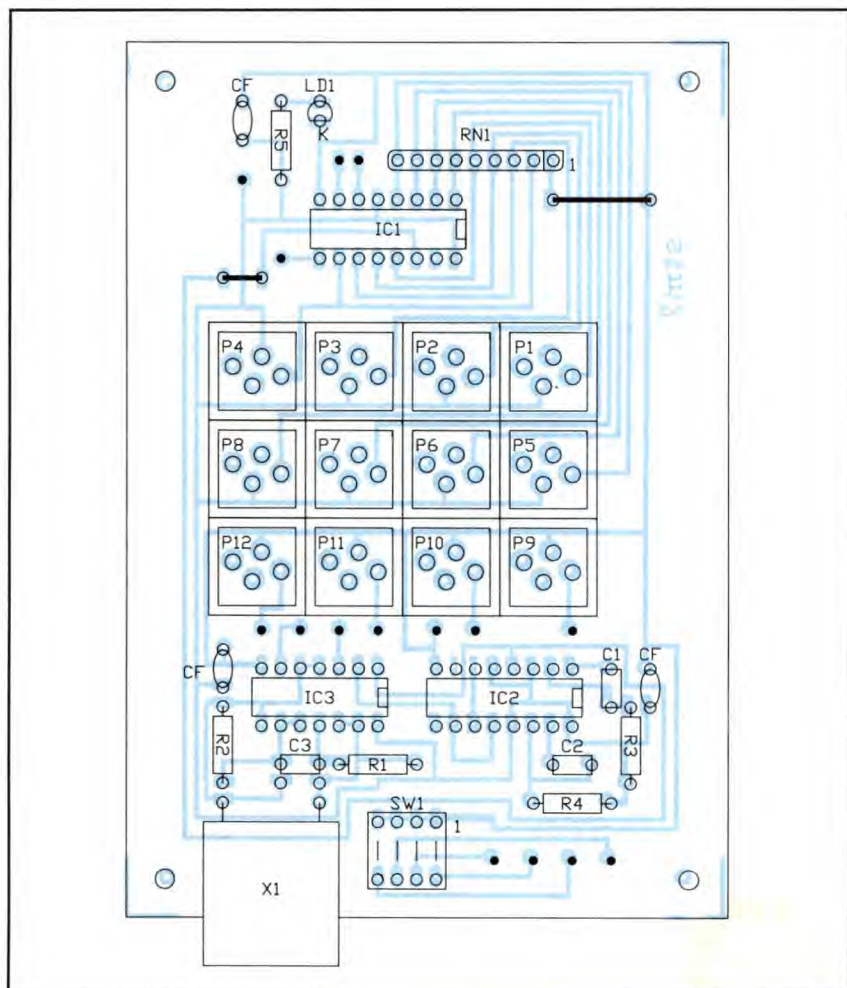 CF LD1
R5 K RN1
1
IC1
P4 P3 P2 P1
P8 P7 P6 P5
P12 P11 P10 P9
CF C1 CF
IC3 IC2
R2 C3 R1 C2 R3
SW1 R4
1
X1